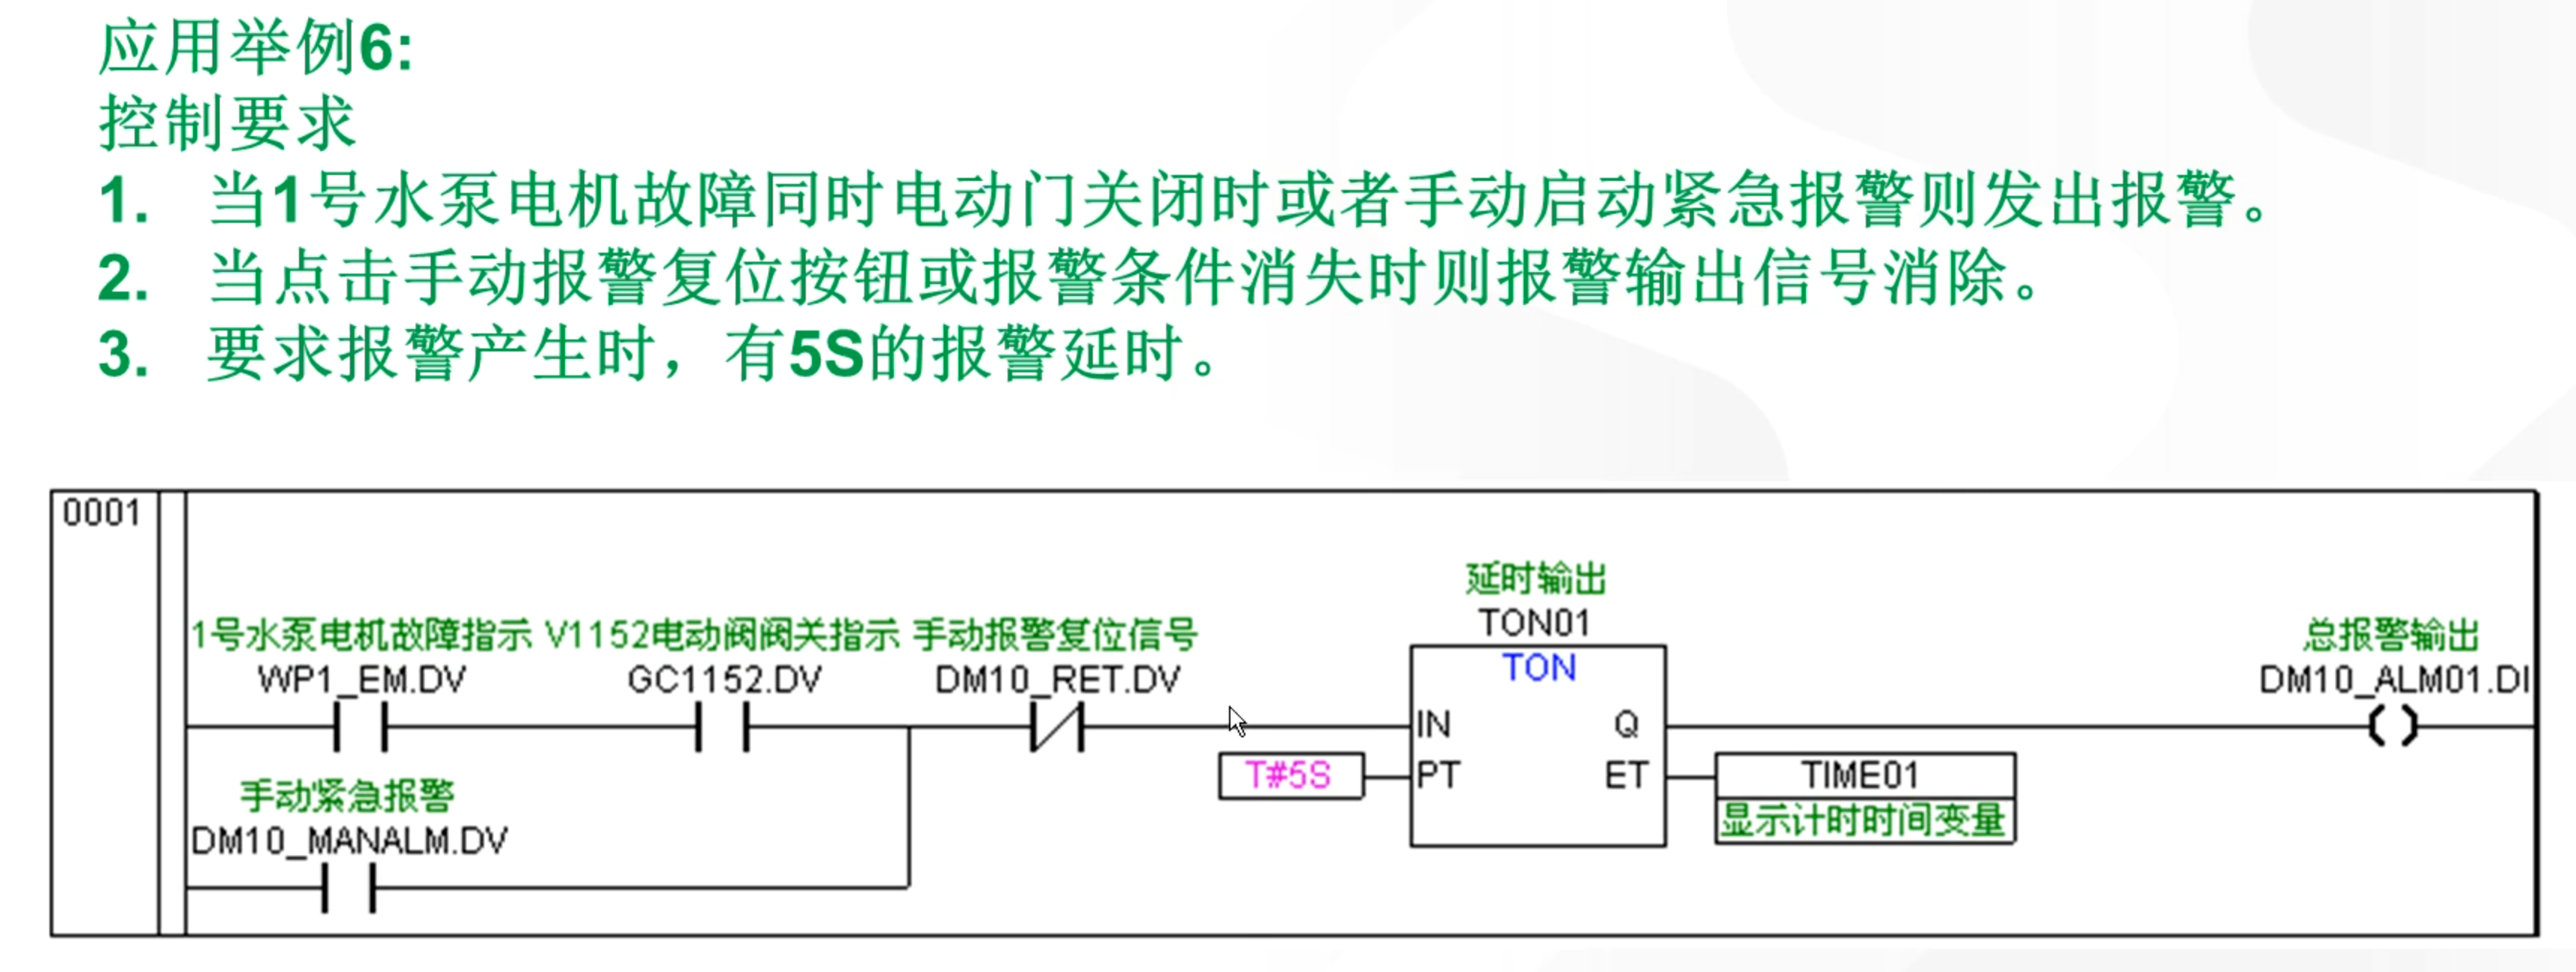 应用举例6:
控制要求
1. 当1号水泵电机故障同时电动门关闭时或者手动启动紧急报警则发出报警。
2. 当点击手动报警复位按钮或报警条件消失时则报警输出信号消除。
3. 要求报警产生时，有5S的报警延时。
0001
延时输出
TON01
1号水泵电机故障指示 V1152电动阀阀关指示 手动报警复位信号
总报警输出
WP1_EM.DV GC1152.DV DM10_RET.DV
TON
DM10_ALM01.DI
IN Q
T#5S PT ET TIME01
显示计时时间变量
手动紧急报警
DM10_MANALM.DV